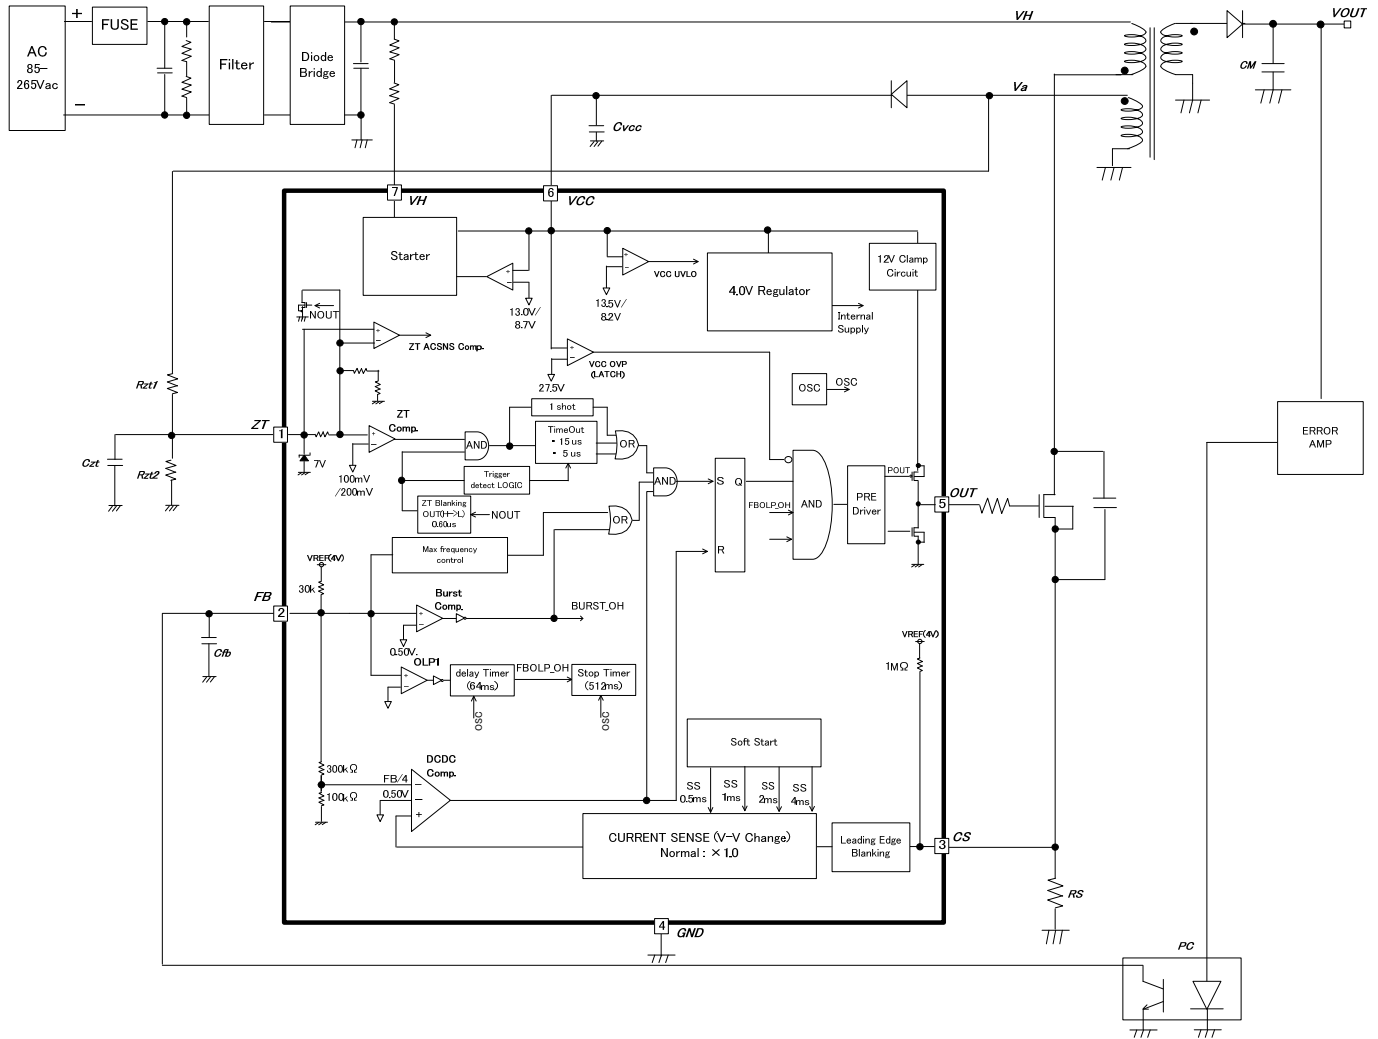 AC
85-
265Vac
+
-
FUSE
Filter
Diode
Bridge
VH
VOUT
CM
Va
Cvcc
7
VH
6
VCC
Starter
13.0V/
8.7V
+
-
13.5V/
8.2V
VCC UVLO
+
-
4.0V Regulator
Internal
Supply
12V Clamp
Circuit
NOUT
+
-
ZT ACSNS Comp.
+
-
27.5V
VCC OVP
(LATCH)
OSC
OSC
Rzt1
ZT
1
Czt
Rzt2
7V
ZT
Comp.
+
-
100mV
/200mV
AND
1 shot
TimeOut
・15 us
・5 us
OR
Trigger
detect LOGIC
ZT Blanking
OUT(H->L)
0.60us
NOUT
AND
OR
Max frequency
control
S
Q
R
FBOLP_OH
AND
PRE
Driver
POUT
5
OUT
ERROR
AMP
VREF(4V)
30k
FB
2
Cfb
Burst
Comp.
+
-
0.50V.
BURST_OH
OLP1
+
-
delay Timer
(64ms)
FBOLP_OH
Stop Timer
(512ms)
OSC
OSC
VREF(4V)
1MΩ
300kΩ
100kΩ
FB/4
0.50V
DCDC
Comp.
-
-
+
Soft Start
SS
0.5ms
SS
1ms
SS
2ms
SS
4ms
CURRENT SENSE (V-V Change)
Normal : ×1.0
Leading Edge
Blanking
3
CS
RS
4
GND
PC